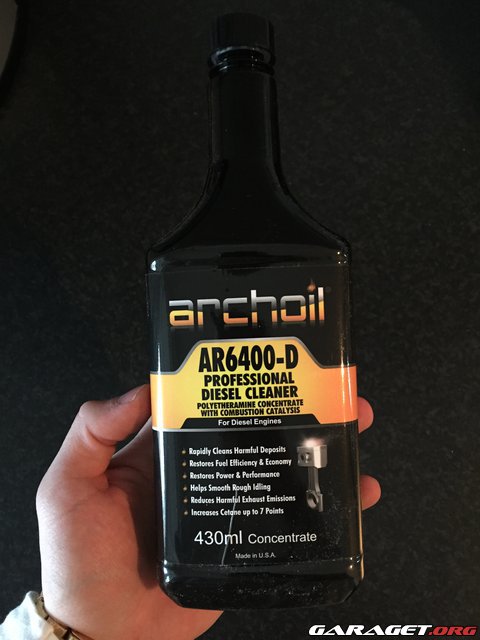 archoil
AR6400-D
PROFESSIONAL
DIESEL CLEANER
POLYETHERAMINE CONCENTRATE
WITH COMBUSTION CATALYSIS
For Diesel Engines
Rapidly Cleans Harmful Deposits
Restores Fuel Efficiency & Economy
Restores Power & Performance
Helps Smooth Rough Idling
Reduces Harmful Exhaust Emissions
Increases Cetane up to 7 Points
430ml Concentrate
Made in U.S.A.
GARAGET.ORG